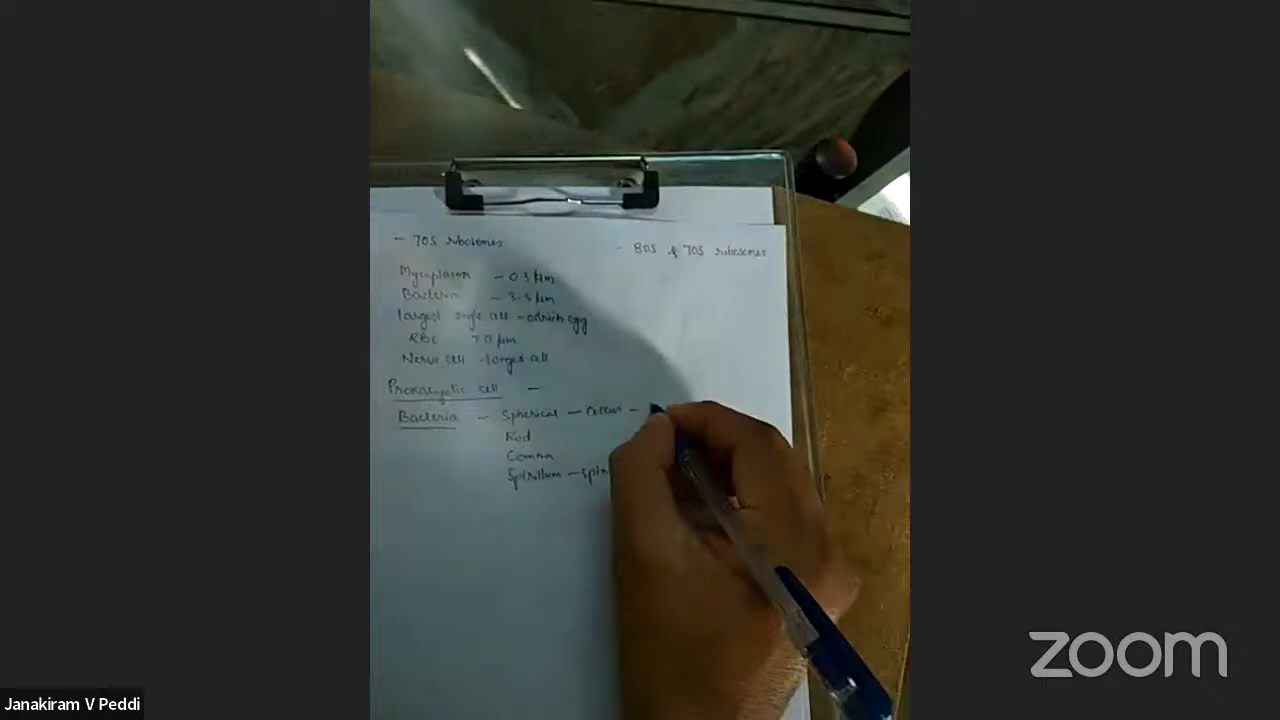 - 70S ribosomes - 80S & 70S ribosomes
Mycoplasma - 0.3 μm
Bacteria - 3-5 μm
largest single cell - ostrich egg
RBC 7.0 μm
Nerve cell - longest cell
Prokaryotic cell -
Bacteria - Spherical - Coccus -
Rod
Comma
Spirillum - spir
Janakiram V Peddi
zoom